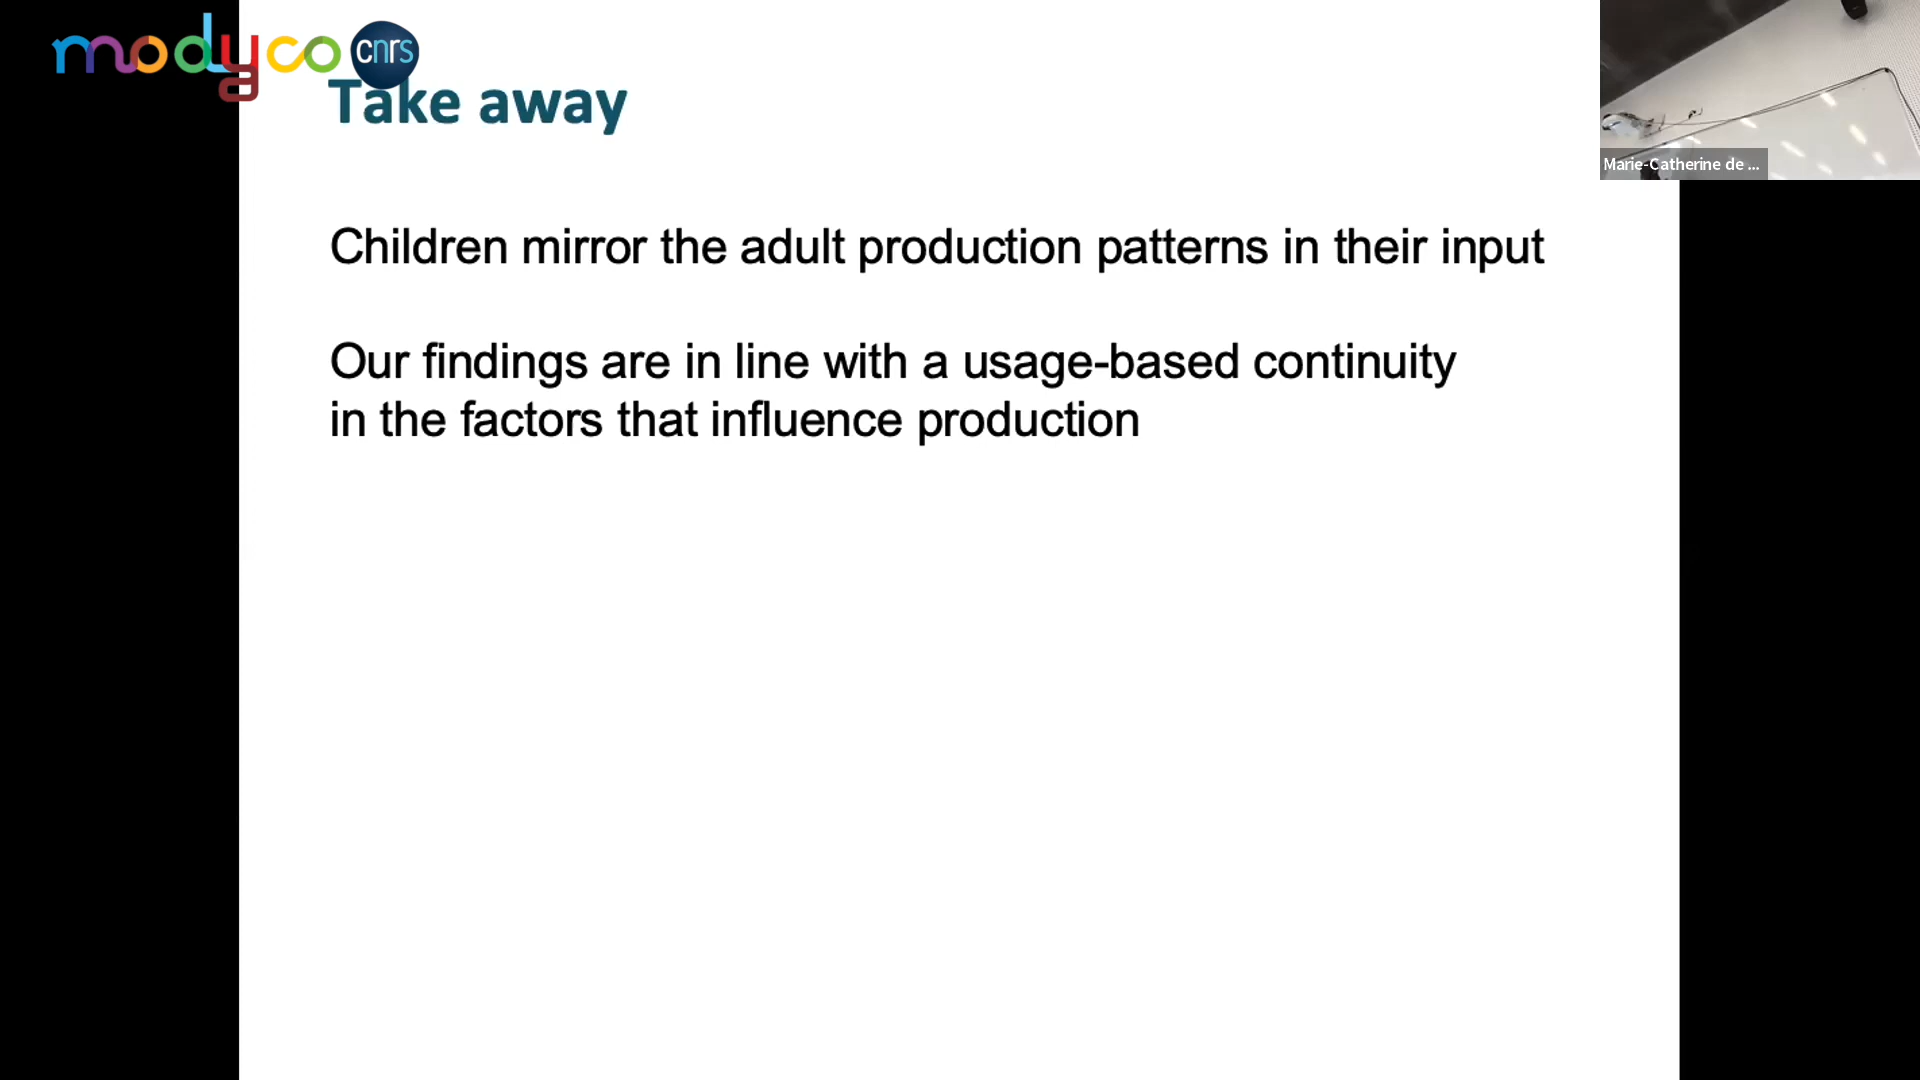 modyco cnrs
Take away
Marie-Catherine de ...
Children mirror the adult production patterns in their input
Our findings are in line with a usage-based continuity
in the factors that influence production